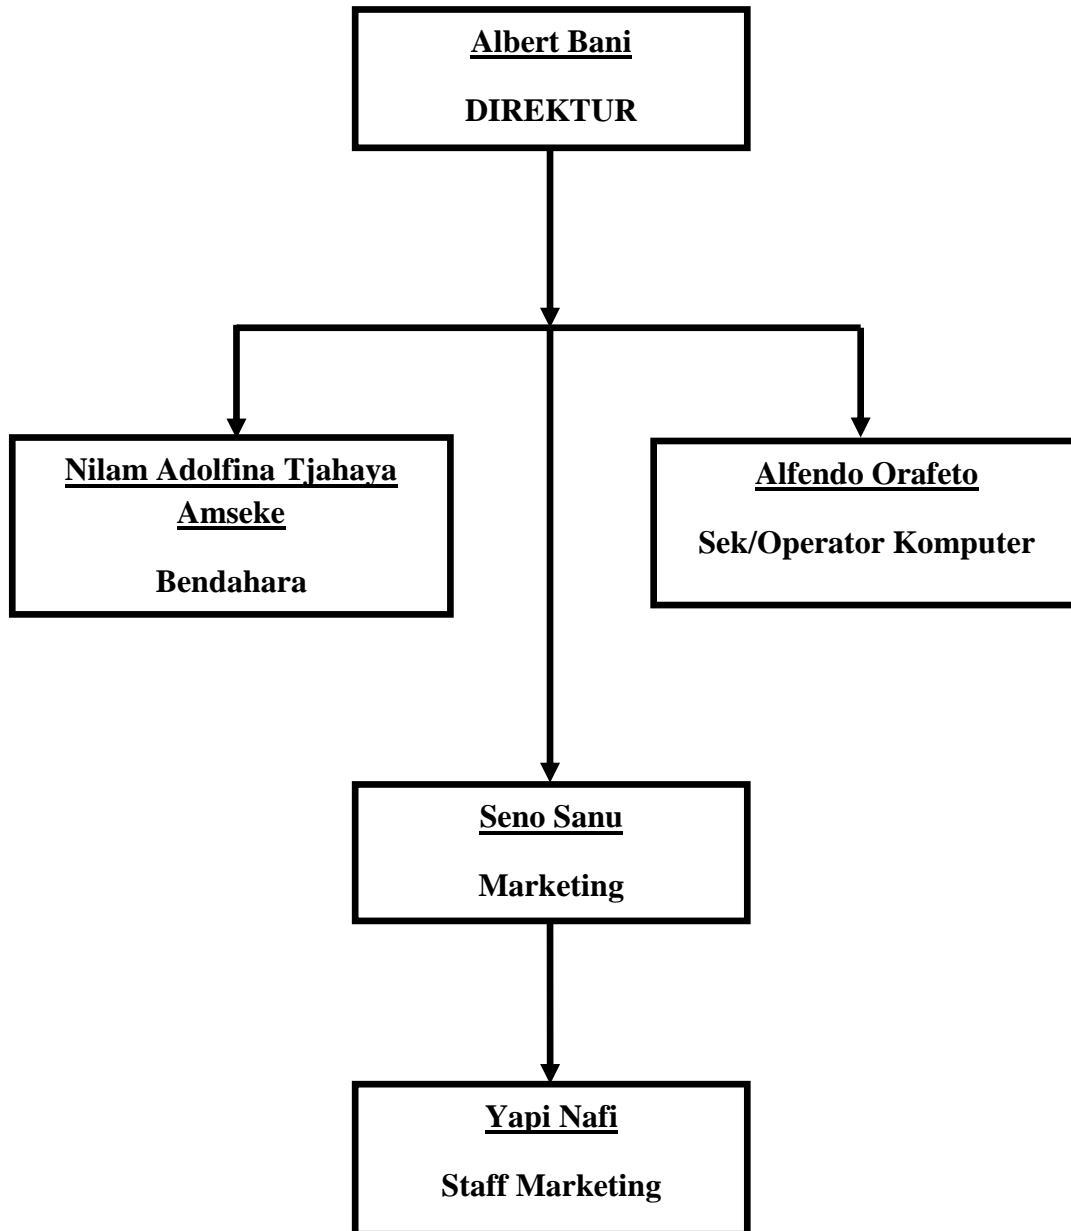 Albert Bani
DIREKTUR
Nilam Adolfina Tjahaya
Amseke
Bendahara
Alfendo Orafeto
Sek/Operator Komputer
Seno Sanu
Marketing
Yapi Nafi
Staff Marketing